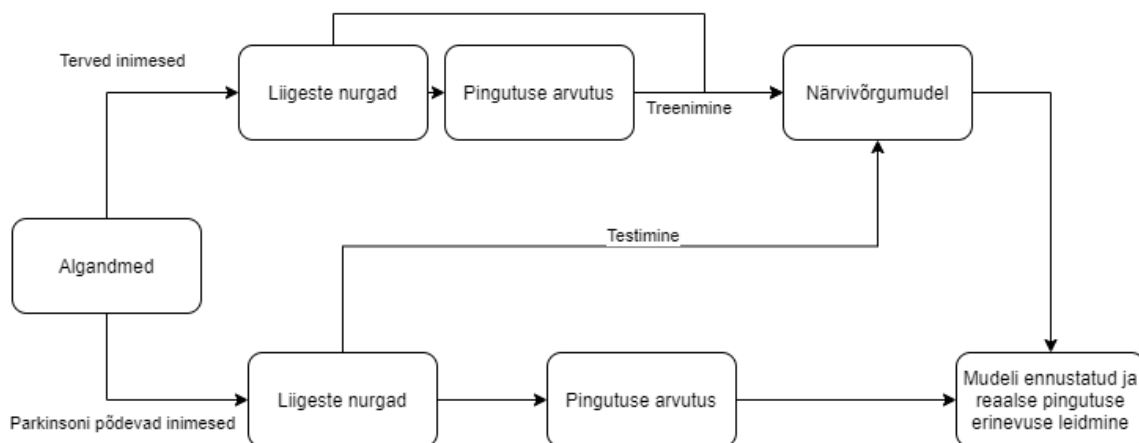 Terved inimesed
Liigeste nurgad
Pingutuse arvutus
Treenimine
Närvivõrgumudel
Algandmed
Testimine
Parkinsoni põdevad inimesed
Liigeste nurgad
Pingutuse arvutus
Mudeli ennustatud ja
reaalse pingutuse
erinevuse leidmine